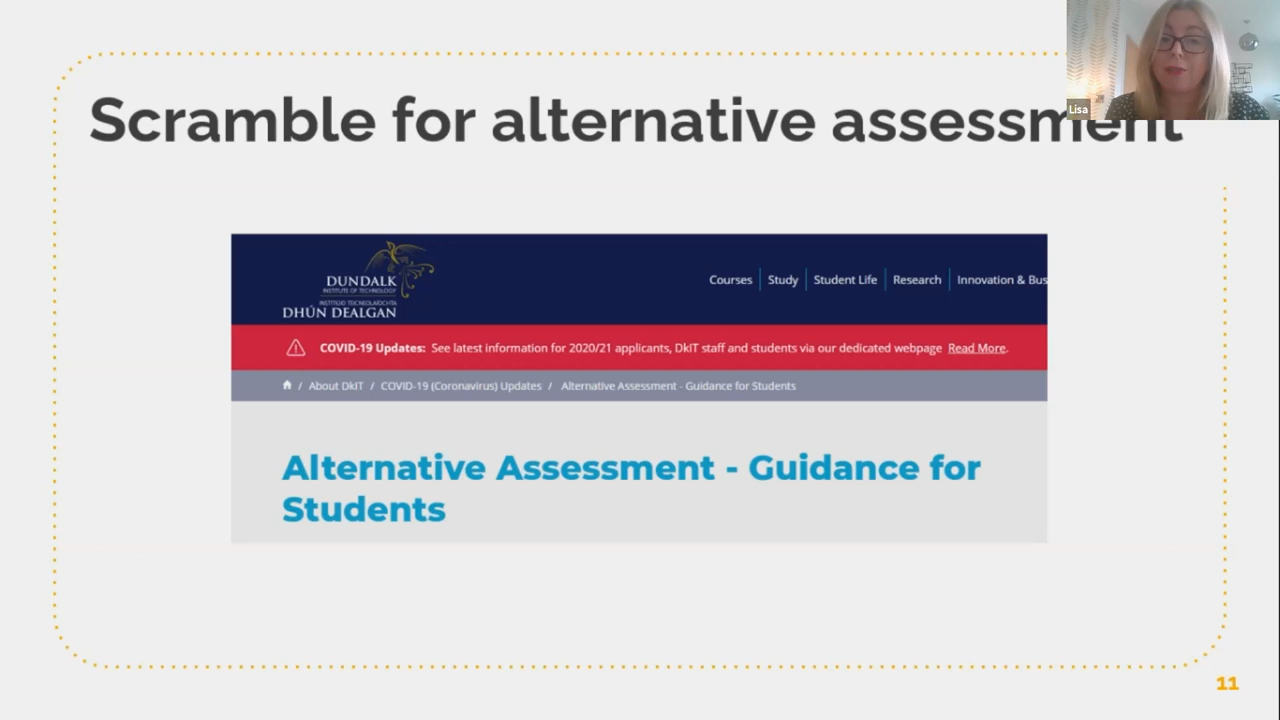 Scramble for alternative assessment
Lisa
DUNDALK
INSTITUTE OF TECHNOLOGY
INSTITIÚID TEICNEOLAÍOCHTA
DHÚN DEALGAN
Courses Study Student Life Research Innovation & Bus
COVID-19 Updates: See latest information for 2020/21 applicants, DkIT staff and students via our dedicated webpage Read More.
/ About DkIT / COVID-19 (Coronavirus) Updates / Alternative Assessment - Guidance for Students
Alternative Assessment - Guidance for
Students
11